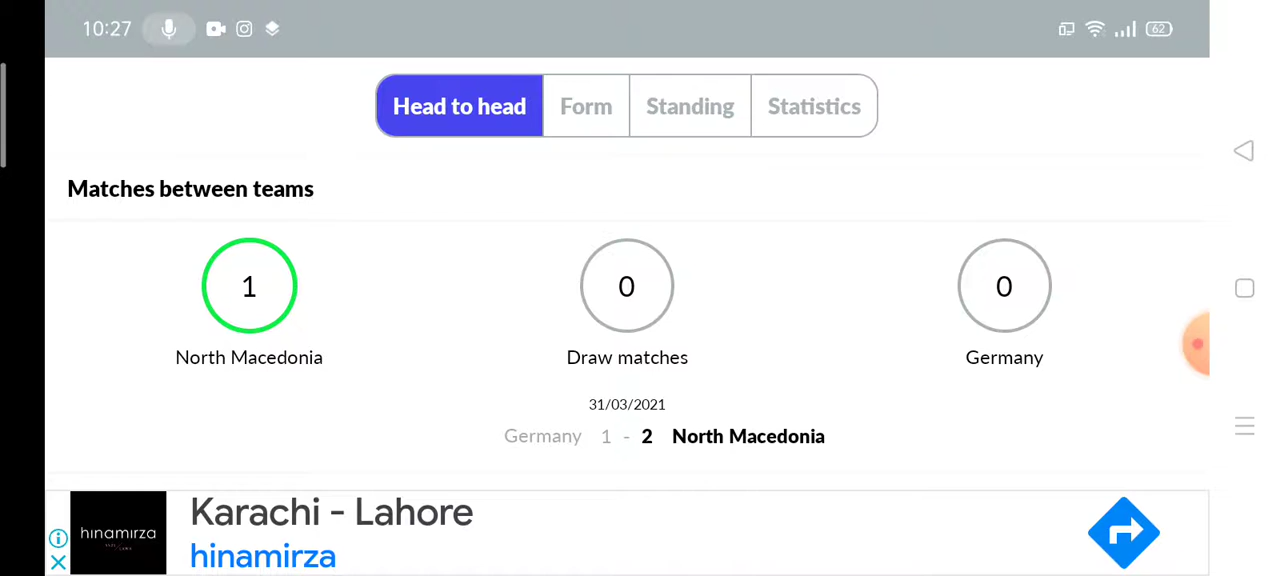 10:27
62
Head to head Form Standing Statistics
Matches between teams
1 0 0
North Macedonia Draw matches Germany
31/03/2021
Germany 1 - 2 North Macedonia
Karachi - Lahore
hinamirza
hinamirza